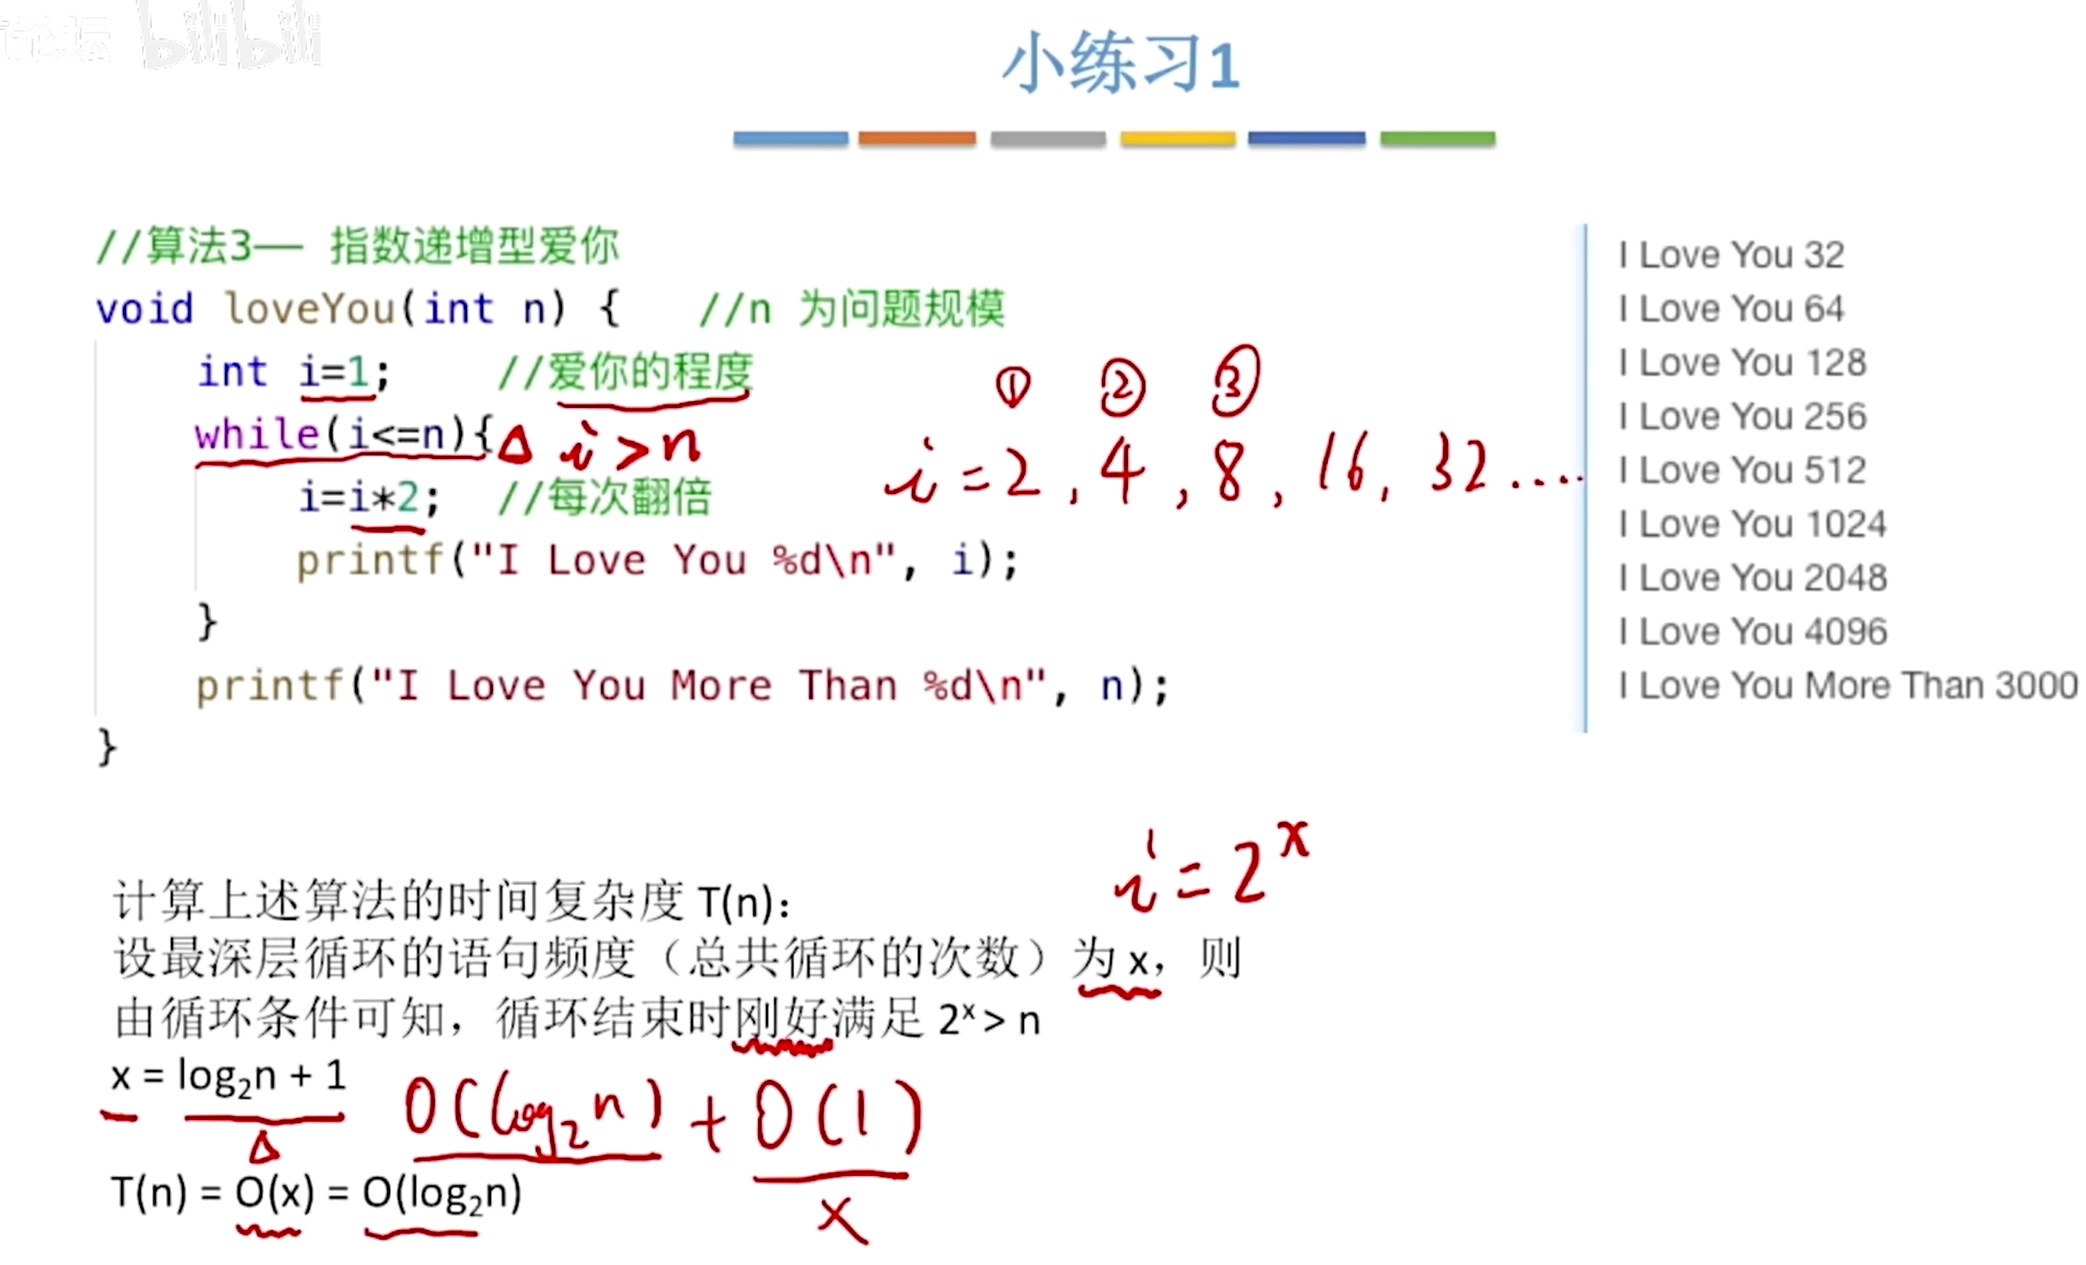 bilibili
小练习1
//算法3—— 指数递增型爱你
void loveYou(int n) {   //n 为问题规模
int i=1;    //爱你的程度
while(i<=n){ Δ i>n
i=i*2;  //每次翻倍
printf("I Love You %d\n", i);
}
printf("I Love You More Than %d\n", n);
}
① ② ③
i=2, 4, 8, 16, 32....
I Love You 32
I Love You 64
I Love You 128
I Love You 256
I Love You 512
I Love You 1024
I Love You 2048
I Love You 4096
I Love You More Than 3000
i=2ˣ
计算上述算法的时间复杂度 T(n)：
设最深层循环的语句频度（总共循环的次数）为 x，则
由循环条件可知，循环结束时刚好满足 2ˣ > n
x = log₂n + 1
O(log₂n) + O(1)
Δ
x
T(n) = O(x) = O(log₂n)